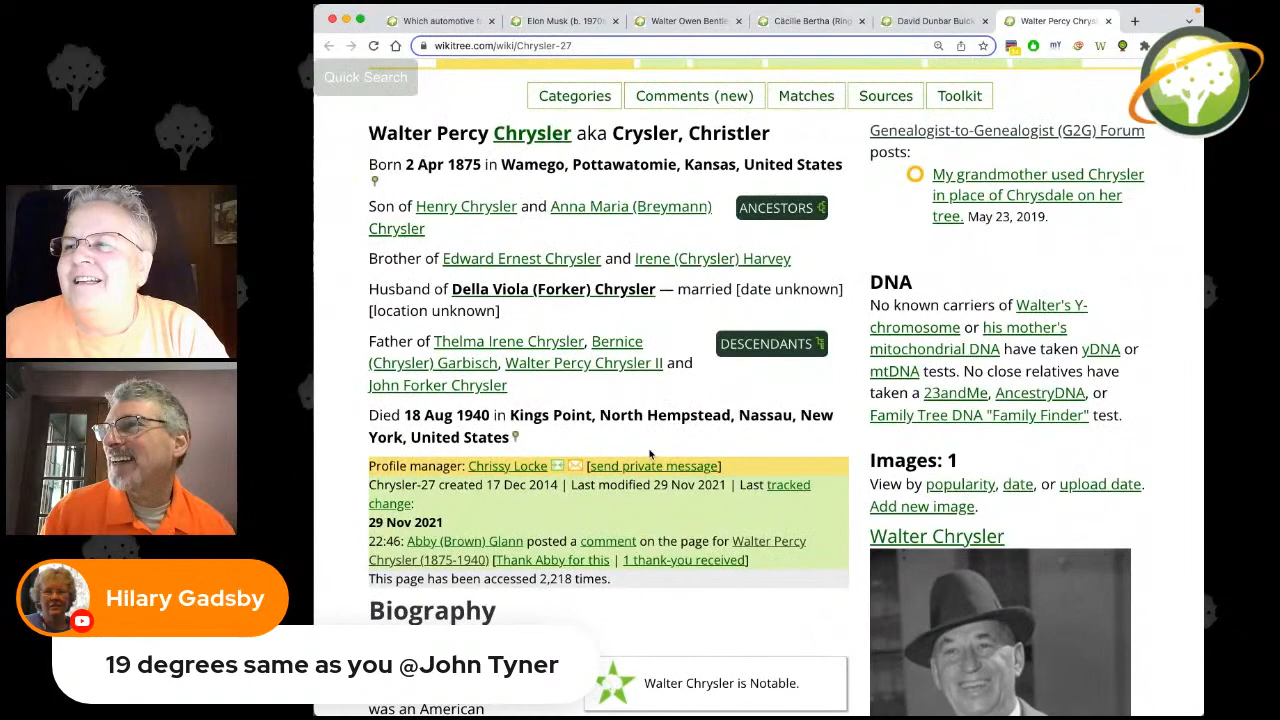 Which automotive f
Elon Musk (b. 1970s
Walter Owen Bentle
Cäcilie Bertha (Ring
David Dunbar Buick
Walter Percy Chrys
wikitree.com/wiki/Chrysler-27
Quick Search
Categories
Comments (new)
Matches
Sources
Toolkit
Walter Percy Chrysler aka Crysler, Christler
Born 2 Apr 1875 in Wamego, Pottawatomie, Kansas, United States
Son of Henry Chrysler and Anna Maria (Breymann)
Chrysler
ANCESTORS
Brother of Edward Ernest Chrysler and Irene (Chrysler) Harvey
Husband of Della Viola (Forker) Chrysler — married [date unknown]
[location unknown]
Father of Thelma Irene Chrysler, Bernice
(Chrysler) Garbisch, Walter Percy Chrysler II and
John Forker Chrysler
DESCENDANTS
Died 18 Aug 1940 in Kings Point, North Hempstead, Nassau, New
York, United States
Profile manager: Chrissy Locke [send private message]
Chrysler-27 created 17 Dec 2014 | Last modified 29 Nov 2021 | Last tracked
change:
29 Nov 2021
22:46: Abby (Brown) Glann posted a comment on the page for Walter Percy
Chrysler (1875-1940) [Thank Abby for this | 1 thank-you received]
This page has been accessed 2,218 times.
Biography
Walter Chrysler is Notable.
was an American
Genealogist-to-Genealogist (G2G) Forum
posts:
My grandmother used Chrysler
in place of Chrysdale on her
tree. May 23, 2019.
DNA
No known carriers of Walter's Y-
chromosome or his mother's
mitochondrial DNA have taken yDNA or
mtDNA tests. No close relatives have
taken a 23andMe, AncestryDNA, or
Family Tree DNA "Family Finder" test.
Images: 1
View by popularity, date, or upload date.
Add new image.
Walter Chrysler
Hilary Gadsby
19 degrees same as you @John Tyner